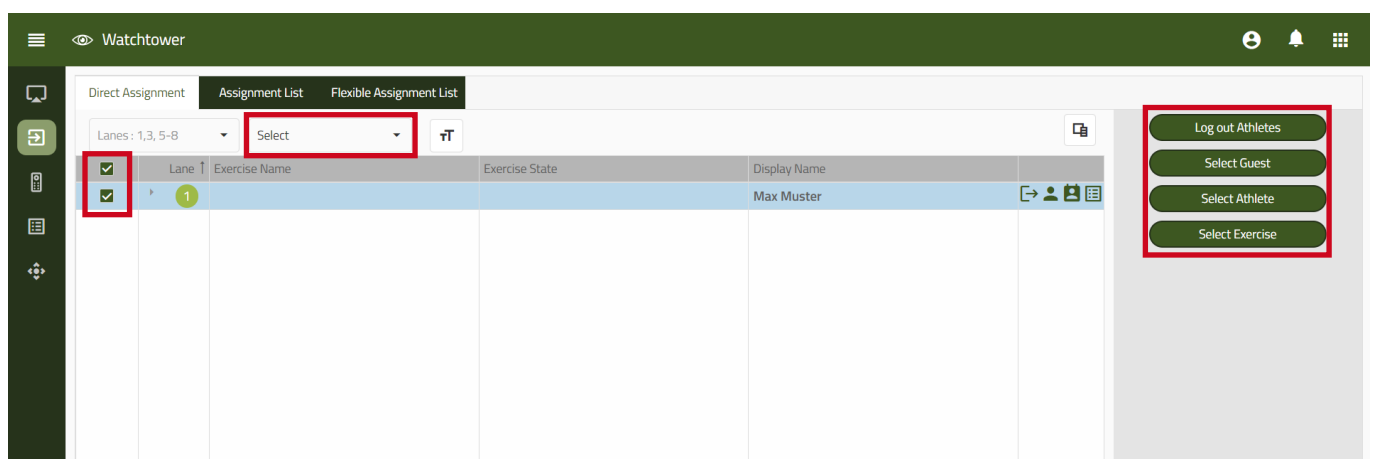 Watchtower
Direct Assignment Assignment List Flexible Assignment List
Lanes : 1,3, 5-8 Select TT
Lane ↑ Exercise Name Exercise State Display Name
1 Max Muster
Log out Athletes
Select Guest
Select Athlete
Select Exercise